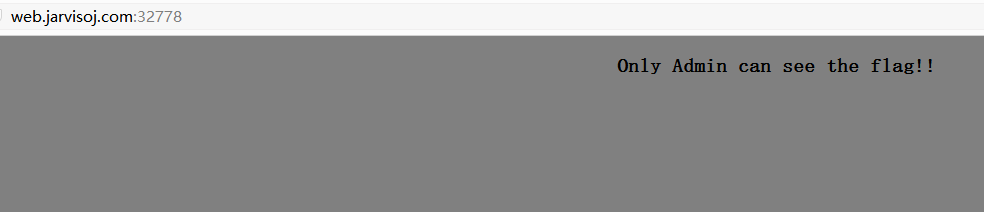 web.jarvisoj.com:32778
Only Admin can see the flag!!